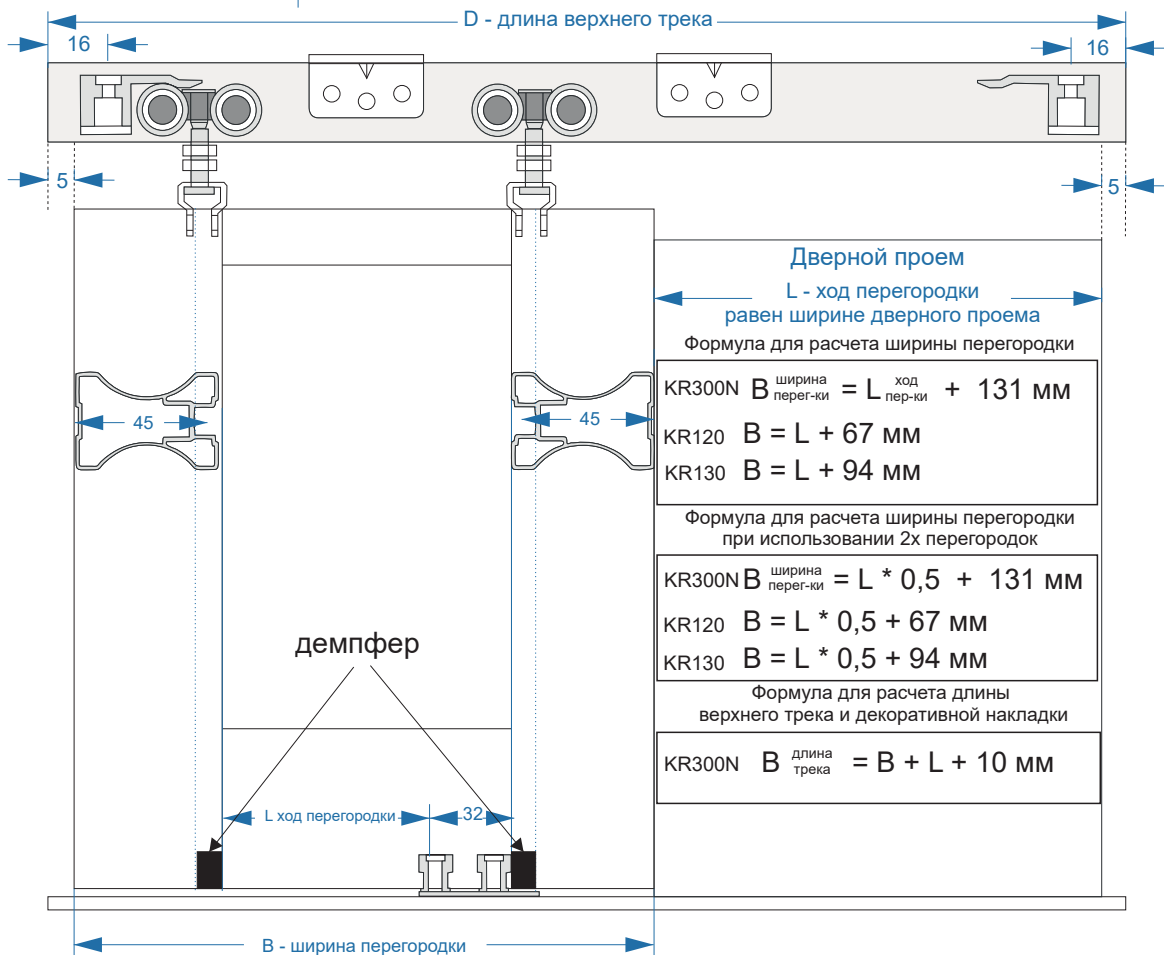 D - длина верхнего трека
16
16
5
5
Дверной проем
L - ход перегородки
равен ширине дверного проема
Формула для расчета ширины перегородки
KR300N B ширина перег-ки = L ход пер-ки + 131 мм
KR120 B = L + 67 мм
KR130 B = L + 94 мм
45
45
Формула для расчета ширины перегородки
при использовании 2х перегородок
KR300N B ширина перег-ки = L * 0,5 + 131 мм
KR120 B = L * 0,5 + 67 мм
KR130 B = L * 0,5 + 94 мм
демпфер
Формула для расчета длины
верхнего трека и декоративной накладки
KR300N B длина трека = B + L + 10 мм
L ход перегородки
32
B - ширина перегородки